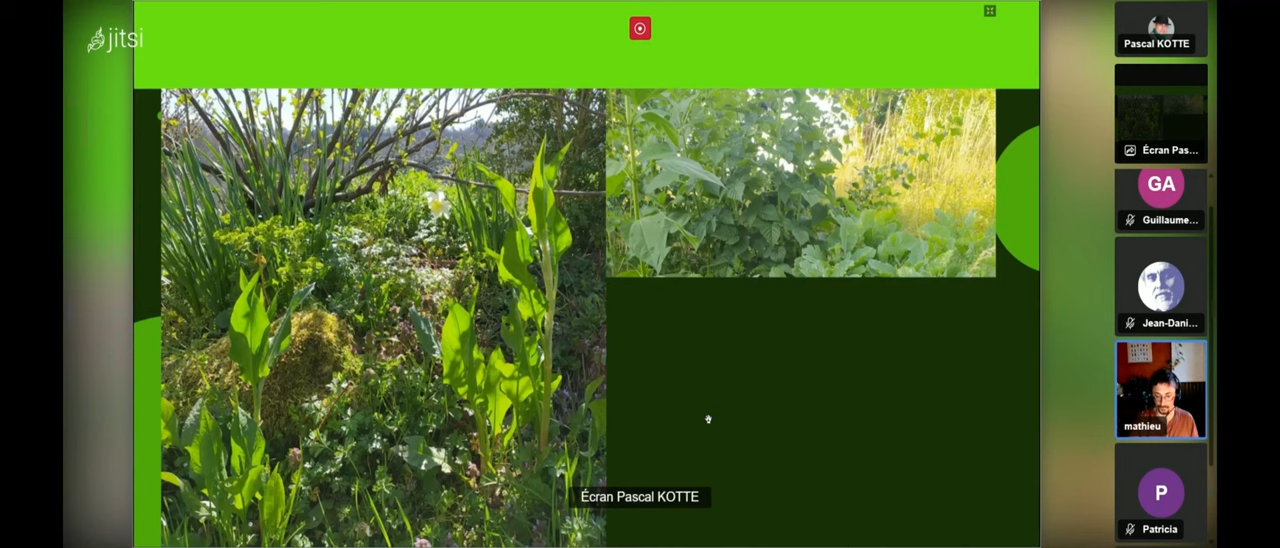 jitsi
Pascal KOTTE
Écran Pas...
GA
Guillaume...
Jean-Dani...
mathieu
P
Patricia
Écran Pascal KOTTE